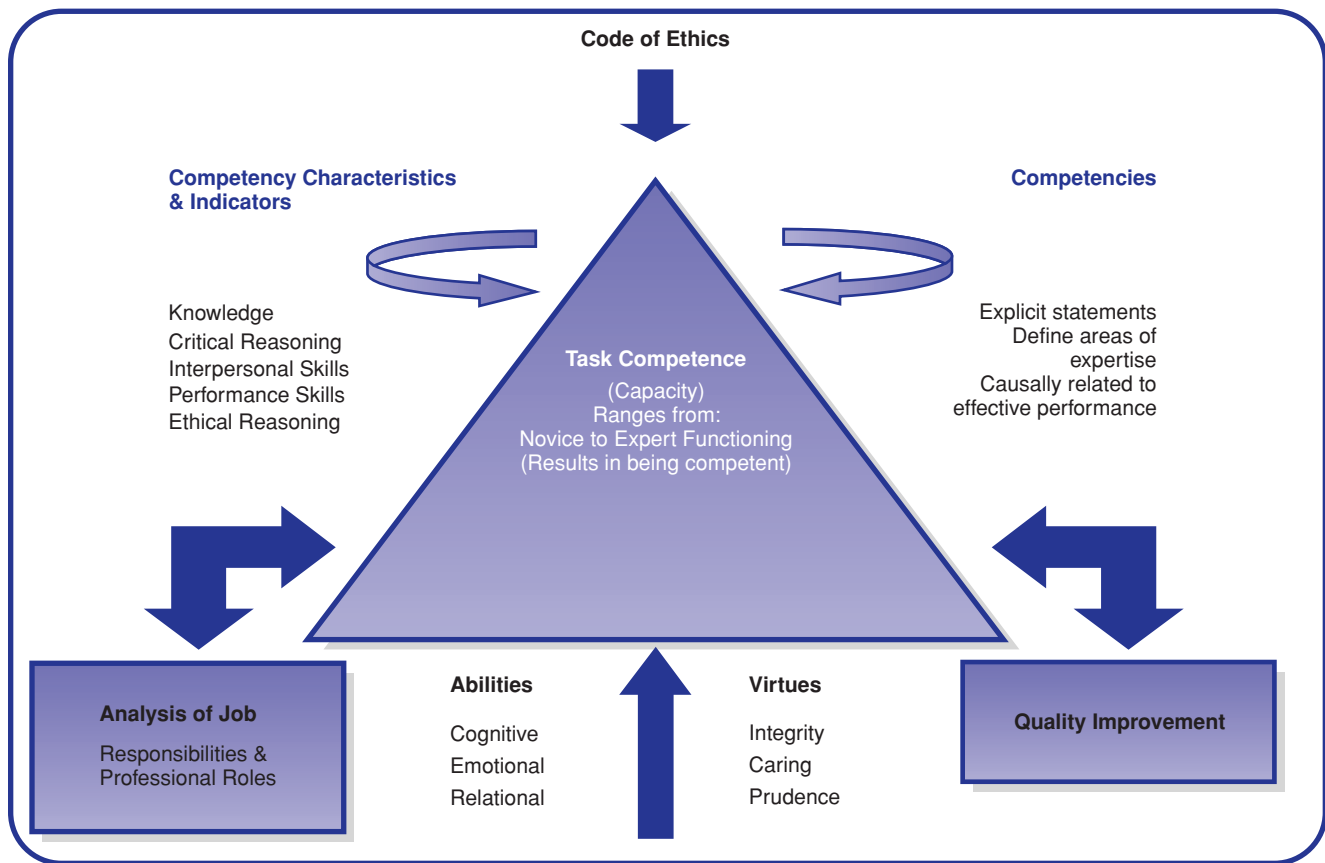 Code of Ethics
Competency Characteristics
& Indicators
Knowledge
Critical Reasoning
Interpersonal Skills
Performance Skills
Ethical Reasoning
Competencies
Explicit statements
Define areas of
expertise
Causally related to
effective performance
Task Competence
(Capacity)
Ranges from:
Novice to Expert Functioning
(Results in being competent)
Analysis of Job
Responsibilities &
Professional Roles
Abilities
Cognitive
Emotional
Relational
Virtues
Integrity
Caring
Prudence
Quality Improvement